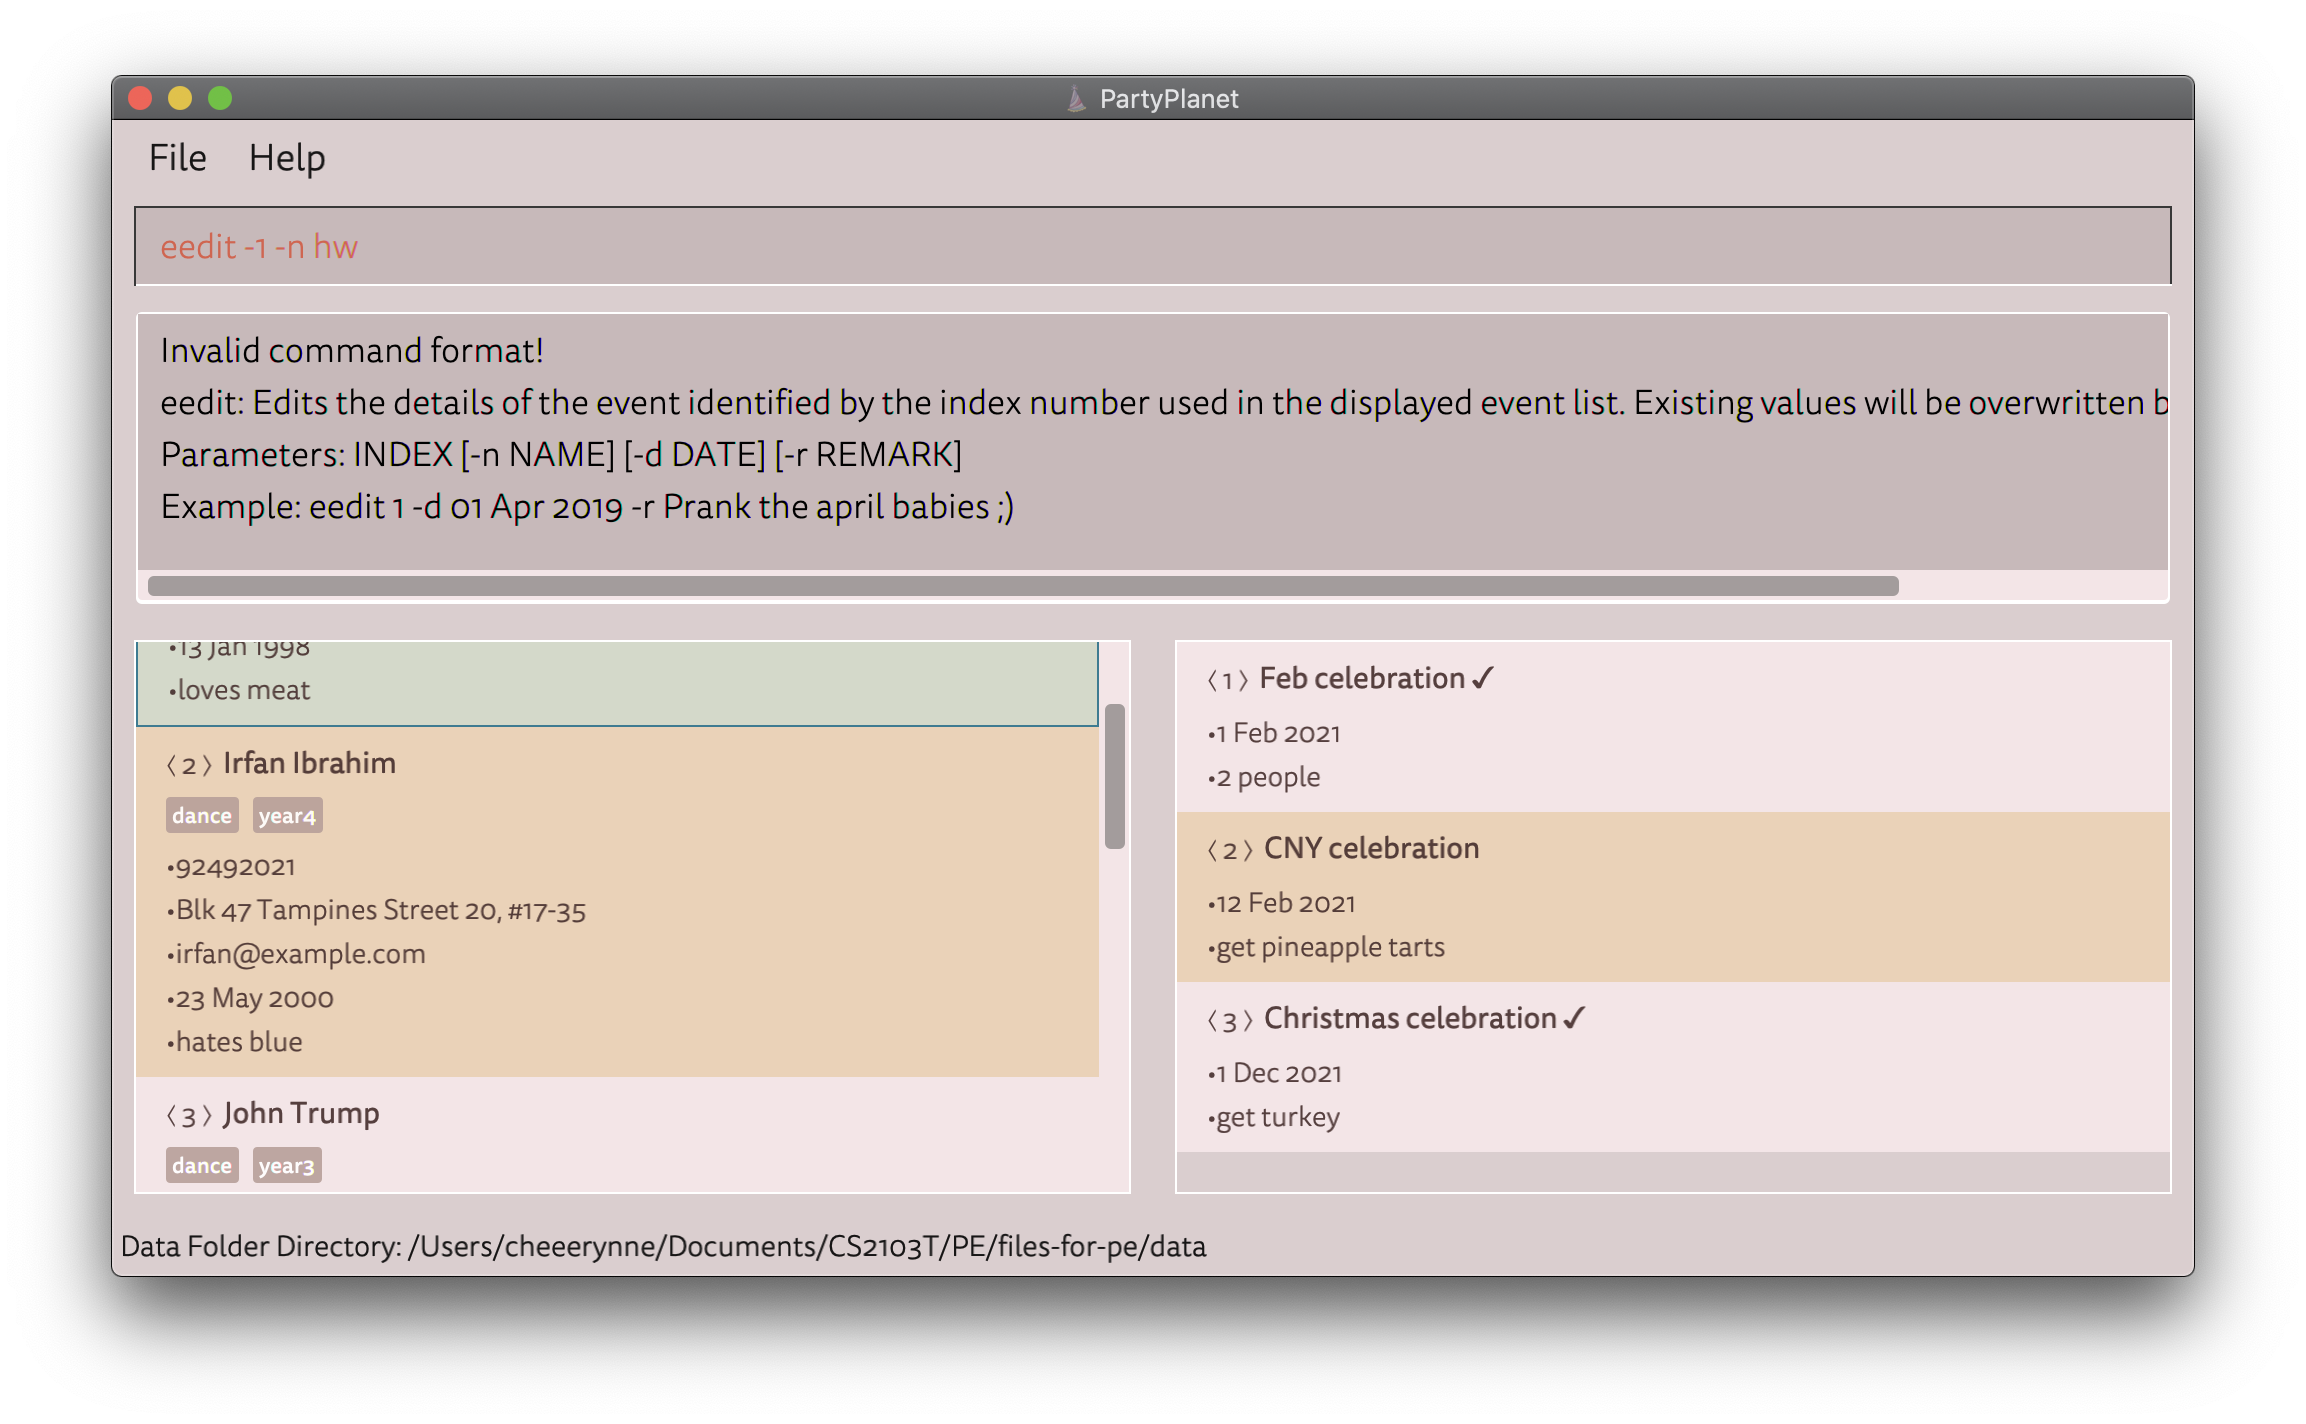 PartyPlanet
File Help
eedit -1 -n hw
Invalid command format!
eedit: Edits the details of the event identified by the index number used in the displayed event list. Existing values will be overwritten b
Parameters: INDEX [-n NAME] [-d DATE] [-r REMARK]
Example: eedit 1 -d 01 Apr 2019 -r Prank the april babies ;)
•13 Jan 1998
•loves meat
⟨ 2 ⟩ Irfan Ibrahim
dance year4
•92492021
•Blk 47 Tampines Street 20, #17-35
•irfan@example.com
•23 May 2000
•hates blue
⟨ 3 ⟩ John Trump
dance year3
⟨ 1 ⟩ Feb celebration ✓
•1 Feb 2021
•2 people
⟨ 2 ⟩ CNY celebration
•12 Feb 2021
•get pineapple tarts
⟨ 3 ⟩ Christmas celebration ✓
•1 Dec 2021
•get turkey
Data Folder Directory: /Users/cheeerynne/Documents/CS2103T/PE/files-for-pe/data